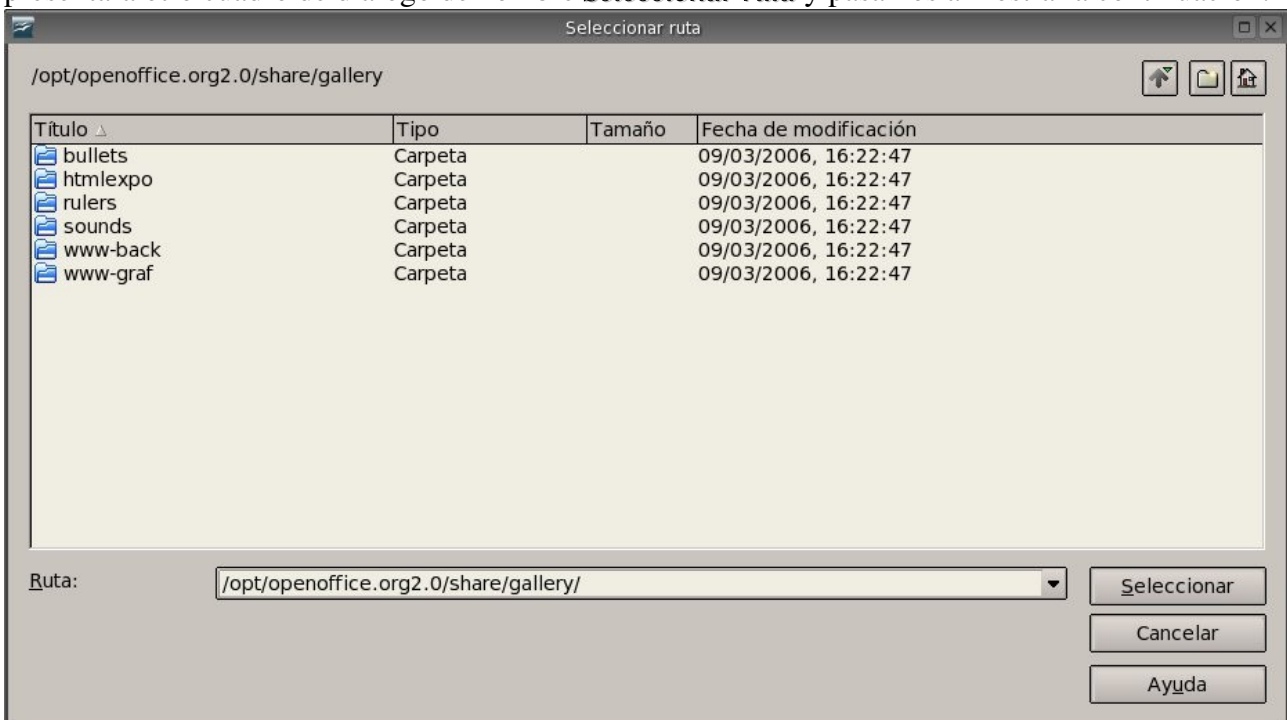 Seleccionar ruta
/opt/openoffice.org2.0/share/gallery
Título Tipo Tamaño Fecha de modificación
bullets Carpeta 09/03/2006, 16:22:47
htmlexpo Carpeta 09/03/2006, 16:22:47
rulers Carpeta 09/03/2006, 16:22:47
sounds Carpeta 09/03/2006, 16:22:47
www-back Carpeta 09/03/2006, 16:22:47
www-graf Carpeta 09/03/2006, 16:22:47
Ruta: /opt/openoffice.org2.0/share/gallery/
Seleccionar
Cancelar
Ayuda